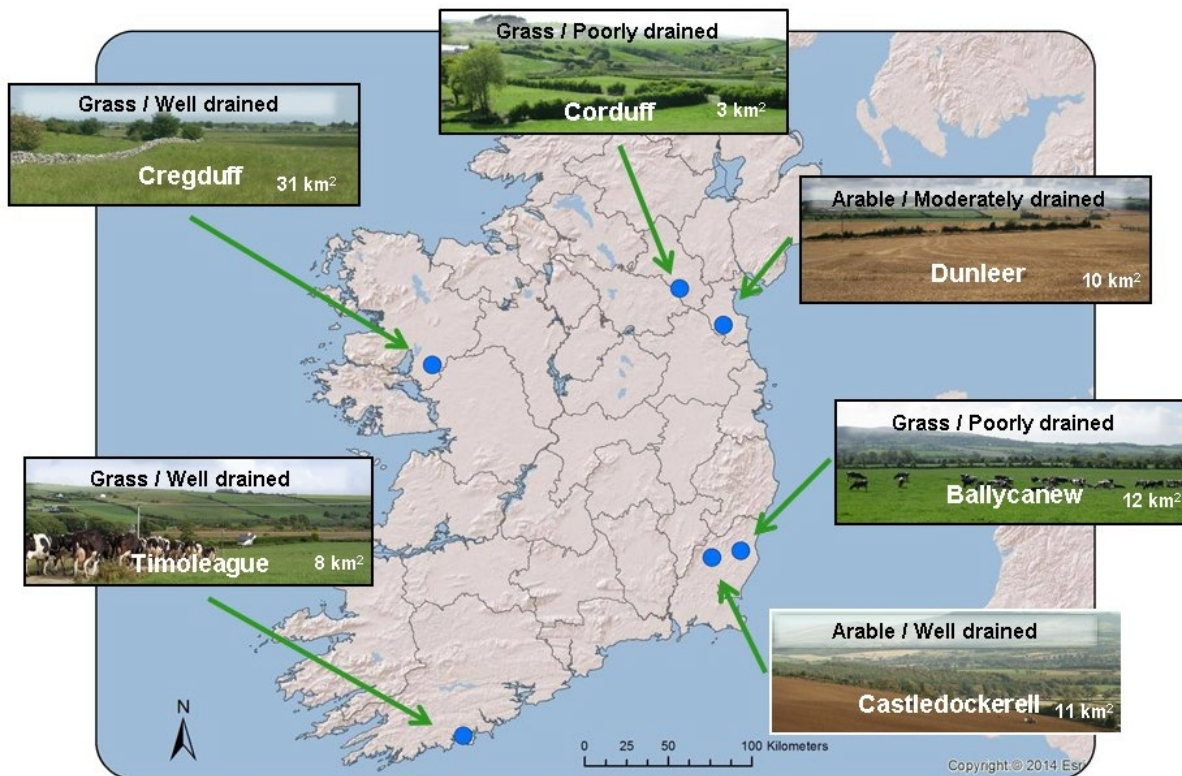 Grass / Poorly drained
Corduff
3 km²
Grass / Well drained
Cregduff
31 km²
Arable / Moderately drained
Dunleer
10 km²
Grass / Poorly drained
Ballycanew
12 km²
Grass / Well drained
Timoleague
8 km²
Arable / Well drained
Castledockerell
11 km²
N
0 25 50 100 Kilometers
Copyright © 2014 Esri